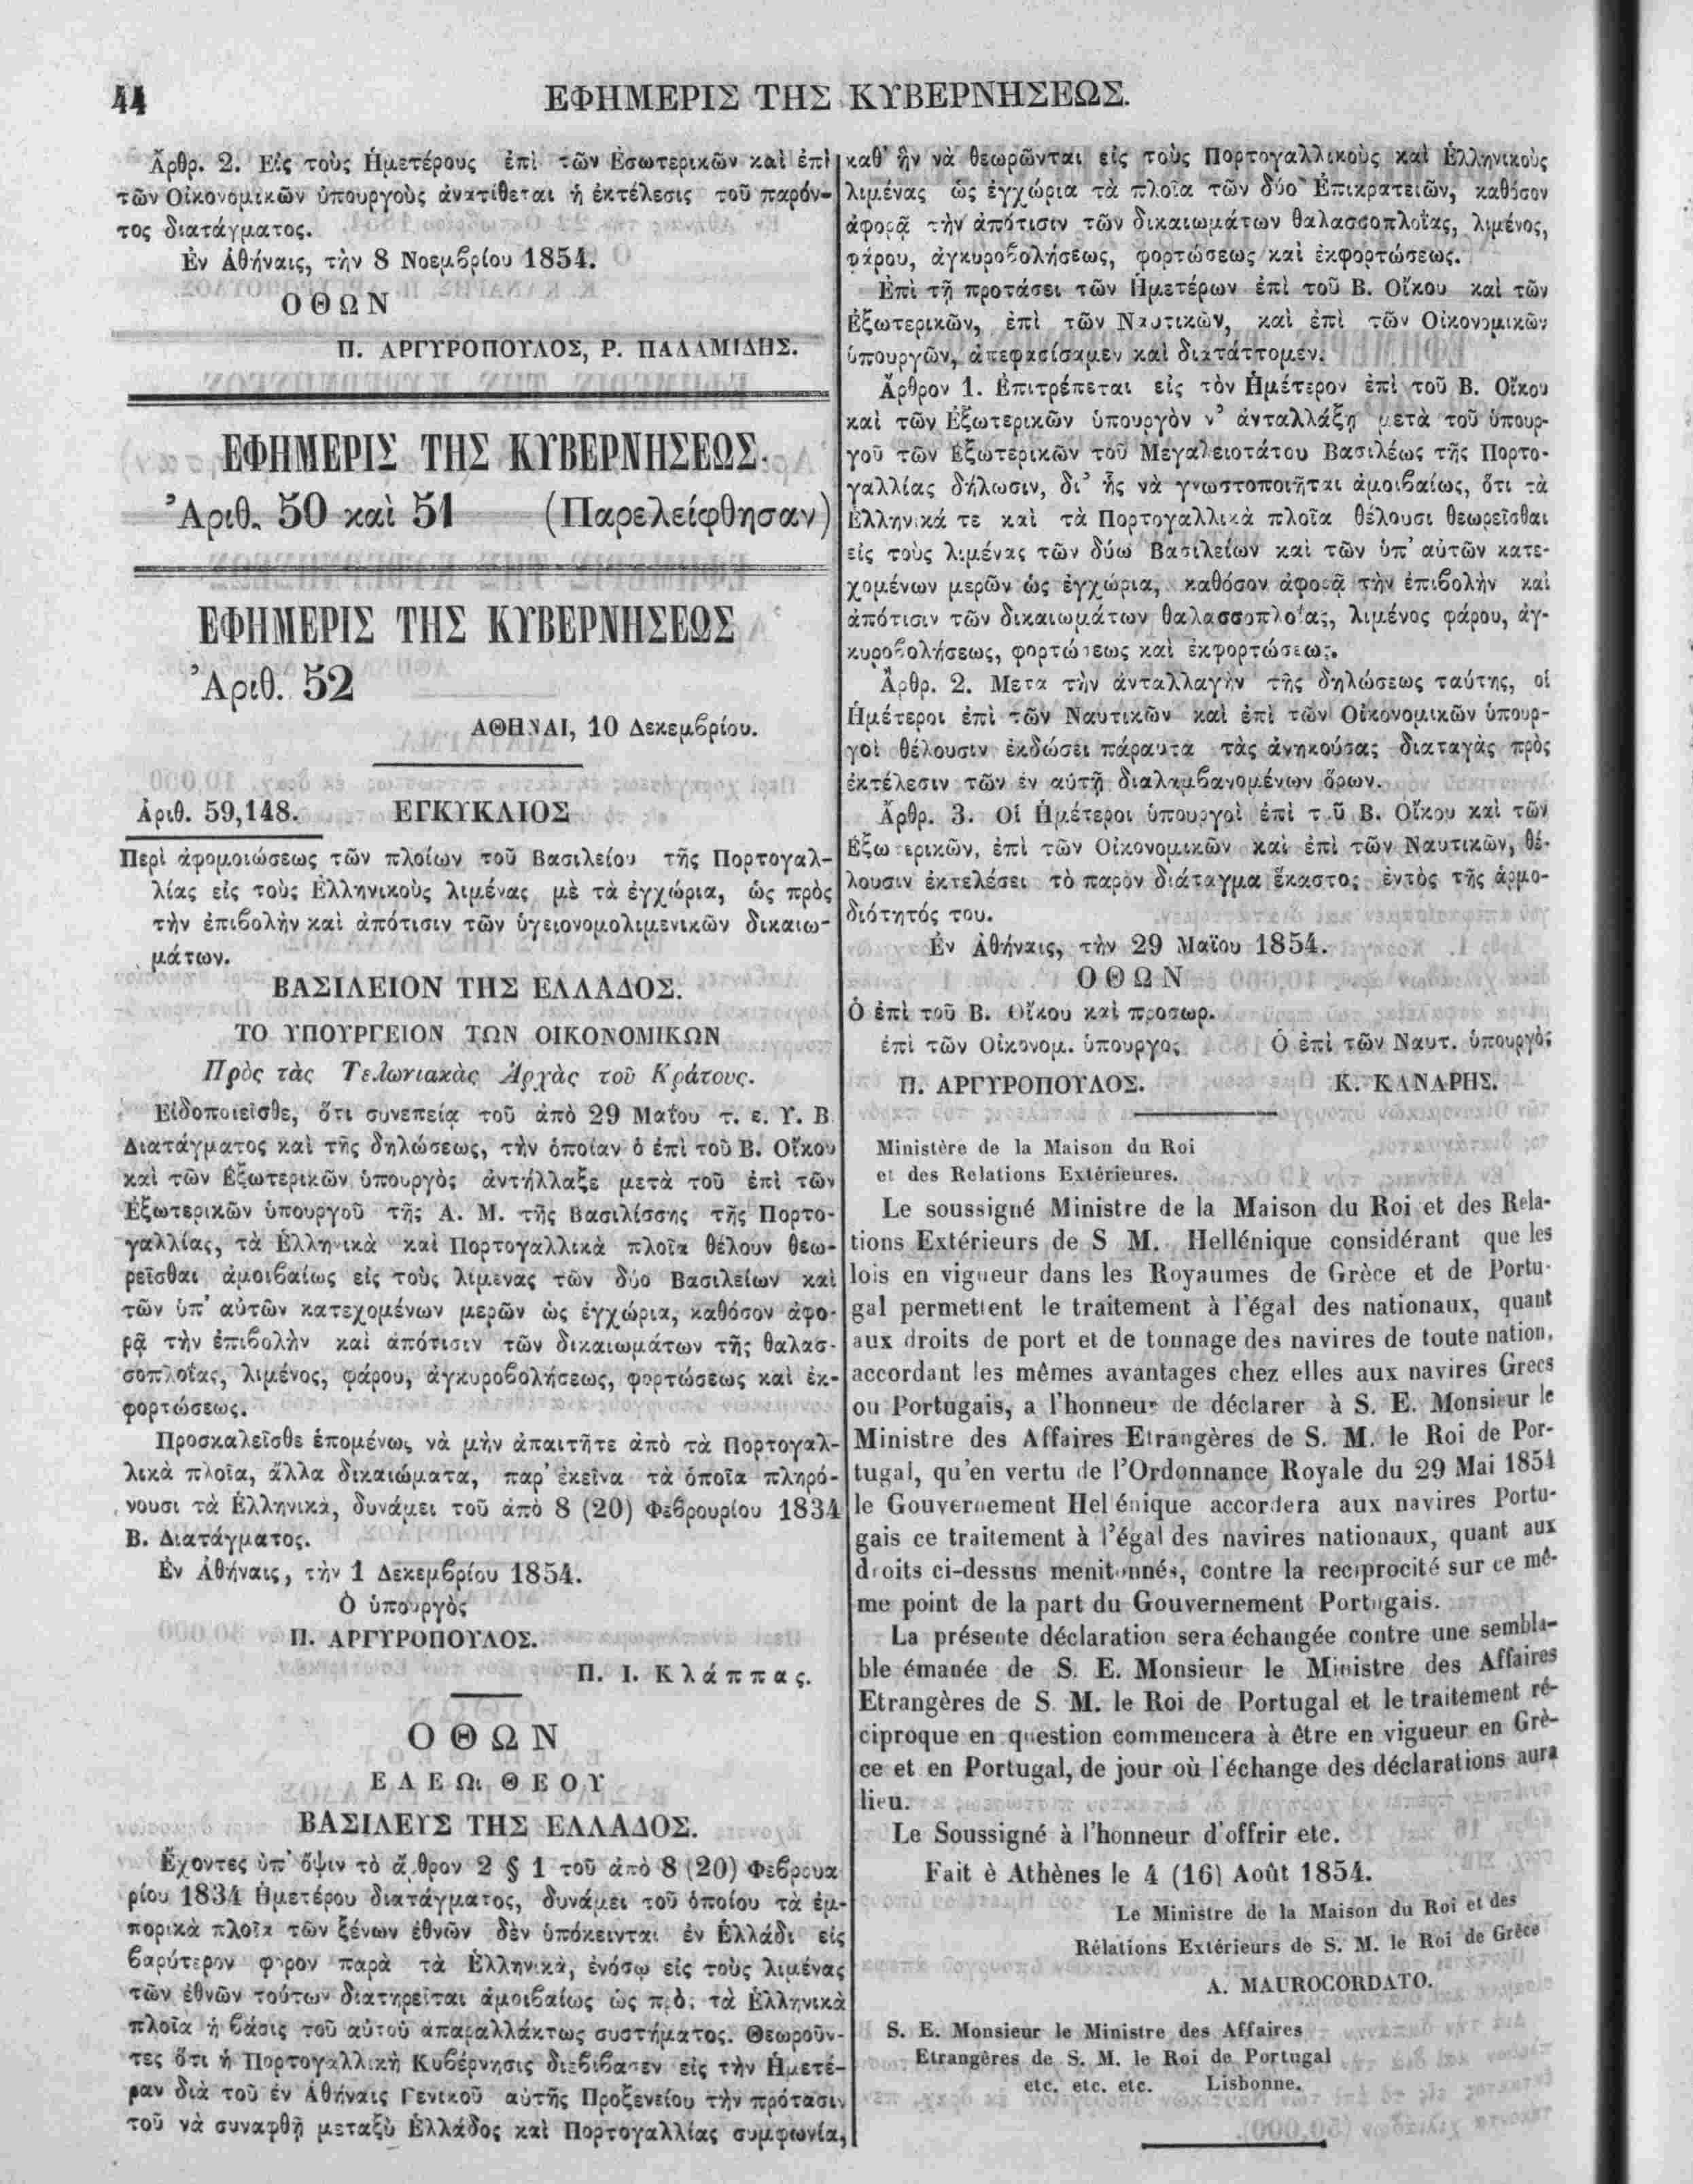 44
ΕΦΗΜΕΡΙΣ ΤΗΣ ΚΥΒΕΡΝΗΣΕΩΣ.
Ἄρθρ. 2. Εἰς τοὺς Ἡμετέρους ἐπὶ τῶν Ἐσωτερικῶν καὶ ἐπὶ
τῶν Οἰκονομικῶν ὑπουργοὺς ἀνατίθεται ἡ ἐκτέλεσις τοῦ παρόν-
τος διατάγματος.
Ἐν Ἀθήναις, τὴν 8 Νοεμβρίου 1854.
ΟΘΩΝ
Π. ΑΡΓΥΡΟΠΟΥΛΟΣ, Ρ. ΠΑΛΑΜΙΔΗΣ.
ΕΦΗΜΕΡΙΣ ΤΗΣ ΚΥΒΕΡΝΗΣΕΩΣ.
Ἀριθ. 50 καὶ 51 (Παρελείφθησαν)
ΕΦΗΜΕΡΙΣ ΤΗΣ ΚΥΒΕΡΝΗΣΕΩΣ
Ἀριθ. 52
ΑΘΗΝΑΙ, 10 Δεκεμβρίου.
Ἀριθ. 59,148. ΕΓΚΥΚΛΙΟΣ
Περὶ ἀφομοιώσεως τῶν πλοίων τοῦ Βασιλείου τῆς Πορτογαλ-
λίας εἰς τοὺς Ἑλληνικοὺς λιμένας μὲ τὰ ἐγχώρια, ὡς πρὸς
τὴν ἐπιβολὴν καὶ ἀπότισιν τῶν ὑγειονομολιμενικῶν δικαιω-
μάτων.
ΒΑΣΙΛΕΙΟΝ ΤΗΣ ΕΛΛΑΔΟΣ.
ΤΟ ΥΠΟΥΡΓΕΙΟΝ ΤΩΝ ΟΙΚΟΝΟΜΙΚΩΝ
Πρὸς τὰς Τελωνιακὰς Ἀρχὰς τοῦ Κράτους.
Εἰδοποιεῖσθε, ὅτι συνεπείᾳ τοῦ ἀπὸ 29 Μαΐου τ. ε. Υ. Β.
Διατάγματος καὶ τῆς δηλώσεως, τὴν ὁποίαν ὁ ἐπὶ τοῦ Β. Οἴκου
καὶ τῶν Ἐξωτερικῶν ὑπουργὸς ἀντήλλαξε μετὰ τοῦ ἐπὶ τῶν
Ἐξωτερικῶν ὑπουργοῦ τῆς Α. Μ. τῆς Βασιλίσσης τῆς Πορτο-
γαλλίας, τὰ Ἑλληνικὰ καὶ Πορτογαλλικὰ πλοῖα θέλουν θεω-
ρεῖσθαι ἀμοιβαίως εἰς τοὺς λιμενας τῶν δύο Βασιλείων καὶ
τῶν ὑπ' αὐτῶν κατεχομένων μερῶν ὡς ἐγχώρια, καθόσον ἀφο-
ρᾷ τὴν ἐπιβολὴν καὶ ἀπότισιν τῶν δικαιωμάτων τῆς θαλασ-
σοπλοΐας, λιμένος, φάρου, ἀγκυροβολήσεως, φορτώσεως καὶ ἐκ-
φορτώσεως.
Προσκαλεῖσθε ἑπομένως νὰ μὴν ἀπαιτῆτε ἀπὸ τὰ Πορτογαλ-
λικὰ πλοῖα, ἄλλα δικαιώματα, παρ' ἐκεῖνα τὰ ὁποῖα πληρό-
νουσι τὰ Ἑλληνικὰ, δυνάμει τοῦ ἀπὸ 8 (20) Φεβρουρίου 1834
Β. Διατάγματος.
Ἐν Ἀθήναις, τὴν 1 Δεκεμβρίου 1854.
Ὁ ὑπουργὸς
Π. ΑΡΓΥΡΟΠΟΥΛΟΣ.
Π. Ι. Κλάππας.
ΟΘΩΝ
ΕΛΕΩι ΘΕΟΥ
ΒΑΣΙΛΕΥΣ ΤΗΣ ΕΛΛΑΔΟΣ.
Ἔχοντες ὑπ' ὄψιν τὸ ἄρθρον 2 § 1 τοῦ ἀπὸ 8 (20) Φεβρουα
ρίου 1834 Ἡμετέρου διατάγματος, δυνάμει τοῦ ὁποίου τὰ ἐμ-
πορικὰ πλοῖα τῶν ξένων ἐθνῶν δὲν ὑπόκεινται ἐν Ἑλλάδι εἰς
βαρύτερον φόρον παρὰ τὰ Ἑλληνικὰ, ἐνόσῳ εἰς τοὺς λιμένας
τῶν ἐθνῶν τούτων διατηρεῖται ἀμοιβαίως ὡς πρὸς τὰ Ἑλληνικὰ
πλοῖα ἡ βάσις τοῦ αὐτοῦ ἀπαραλλάκτως συστήματος. Θεωροῦν-
τες ὅτι ἡ Πορτογαλλικὴ Κυβέρνησις διεβίβασεν εἰς τὴν Ἡμετέ-
ραν διὰ τοῦ ἐν Ἀθήναις Γενικοῦ αὐτῆς Προξενείου τὴν πρότασιν
τοῦ νὰ συναφθῇ μεταξὺ Ἑλλάδος καὶ Πορτογαλλίας συμφωνία,
καθ' ἣν νὰ θεωρῶνται εἰς τοὺς Πορτογαλλικοὺς καὶ Ἑλληνικοὺς
λιμένας ὡς ἐγχώρια τὰ πλοῖα τῶν δύο Ἐπικρατειῶν, καθόσον
ἀφορᾷ τὴν ἀπότισιν τῶν δικαιωμάτων θαλασσοπλοΐας, λιμένος,
φάρου, ἀγκυροβολήσεως, φορτώσεως καὶ ἐκφορτώσεως.
Ἐπὶ τῇ προτάσει τῶν Ἡμετέρων ἐπὶ τοῦ Β. Οἴκου καὶ τῶν
Ἐξωτερικῶν, ἐπὶ τῶν Ναυτικῶν, καὶ ἐπὶ τῶν Οἰκονομικῶν
ὑπουργῶν, ἀπεφασίσαμεν καὶ διατάττομεν.
Ἄρθρον 1. Ἐπιτρέπεται εἰς τὸν Ἡμέτερον ἐπὶ τοῦ Β. Οἴκου
καὶ τῶν Ἐξωτερικῶν ὑπουργὸν ν' ἀνταλλάξῃ μετὰ τοῦ ὑπουρ-
γοῦ τῶν Ἐξωτερικῶν τοῦ Μεγαλειοτάτου Βασιλέως τῆς Πορτο-
γαλλίας δήλωσιν, δι' ἧς νὰ γνωστοποιῆται ἀμοιβαίως, ὅτι τὰ
Ἑλληνικά τε καὶ τὰ Πορτογαλλικὰ πλοῖα θέλουσι θεωρεῖσθαι
εἰς τοὺς λιμένας τῶν δύω Βασιλείων καὶ τῶν ὑπ' αὐτῶν κατε-
χομένων μερῶν ὡς ἐγχώρια, καθόσον ἀφορᾷ τὴν ἐπιβολὴν καὶ
ἀπότισιν τῶν δικαιωμάτων θαλασσοπλοΐας, λιμένος φάρου, ἀγ-
κυροβολήσεως, φορτώσεως καὶ ἐκφορτώσεως.
Ἄρθρ. 2. Μετα τὴν ἀνταλλαγὴν τῆς δηλώσεως ταύτης, οἱ
Ἡμέτεροι ἐπὶ τῶν Ναυτικῶν καὶ ἐπὶ τῶν Οἰκονομικῶν ὑπουρ-
γοὶ θέλουσιν ἐκδώσει πάραυτα τὰς ἀνηκούσας διαταγὰς πρὸς
ἐκτέλεσιν τῶν ἐν αὐτῇ διαλαμβανομένων ὅρων.
Ἄρθρ. 3. Οἱ Ἡμέτεροι ὑπουργοὶ ἐπὶ τοῦ Β. Οἴκου καὶ τῶν
Ἐξωτερικῶν, ἐπὶ τῶν Οἰκονομικῶν καὶ ἐπὶ τῶν Ναυτικῶν, θέ-
λουσιν ἐκτελέσει τὸ παρὸν διάταγμα ἕκαστος ἐντὸς τῆς ἁρμο-
διότητός του.
Ἐν Ἀθήναις, τὴν 29 Μαΐου 1854.
ΟΘΩΝ
Ὁ ἐπὶ τοῦ Β. Οἴκου καὶ προσωρ.
ἐπὶ τῶν Οἰκονομ. ὑπουργος Ὁ ἐπὶ τῶν Ναυτ. ὑπουργὸς
Π. ΑΡΓΥΡΟΠΟΥΛΟΣ. Κ. ΚΑΝΑΡΗΣ.
Ministère de la Maison du Roi
et des Relations Extérieures.
Le soussigné Ministre de la Maison du Roi et des Rela-
tions Extérieurs de S M. Hellénique considérant que les
lois en vigueur dans les Royaumes de Grèce et de Portu-
gal permettent le traitement à l'égal des nationaux, quant
aux droits de port et de tonnage des navires de toute nation,
accordant les mêmes avantages chez elles aux navires Grecs
ou Portugais, a l'honneur de déclarer à S. E. Monsieur le
Ministre des Affaires Etrangères de S. M. le Roi de Por-
tugal, qu'en vertu de l'Ordonnance Royale du 29 Mai 1854
le Gouvernement Hellénique accordera aux navires Portu-
gais ce traitement à l'égal des navires nationaux, quant aux
droits ci-dessus menitonnés, contre la reciprocité sur ce mê-
me point de la part du Gouvernement Portugais.
La présente déclaration sera échangée contre une sembla-
ble émanée de S. E. Monsieur le Ministre des Affaires
Etrangères de S. M. le Roi de Portugal et le traitement ré-
ciproque en question commencera à être en vigueur en Grè-
ce et en Portugal, de jour où l'échange des déclarations aura
lieu.
Le Soussigné à l'honneur d'offrir etc.
Fait è Athènes le 4 (16) Août 1854.
Le Ministre de la Maison du Roi et des
Rélations Extérieurs de S. M. le Roi de Grêce
A. MAUROCORDATO.
S. E. Monsieur le Ministre des Affaires
Etrangères de S. M. le Roi de Portugal
etc. etc. etc. Lisbonne.